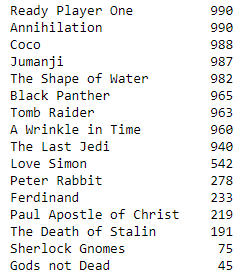 Ready Player One 990
Annihilation 990
Coco 988
Jumanji 987
The Shape of Water 982
Black Panther 965
Tomb Raider 963
A Wrinkle in Time 960
The Last Jedi 940
Love Simon 542
Peter Rabbit 278
Ferdinand 233
Paul Apostle of Christ 219
The Death of Stalin 191
Sherlock Gnomes 75
Gods not Dead 45